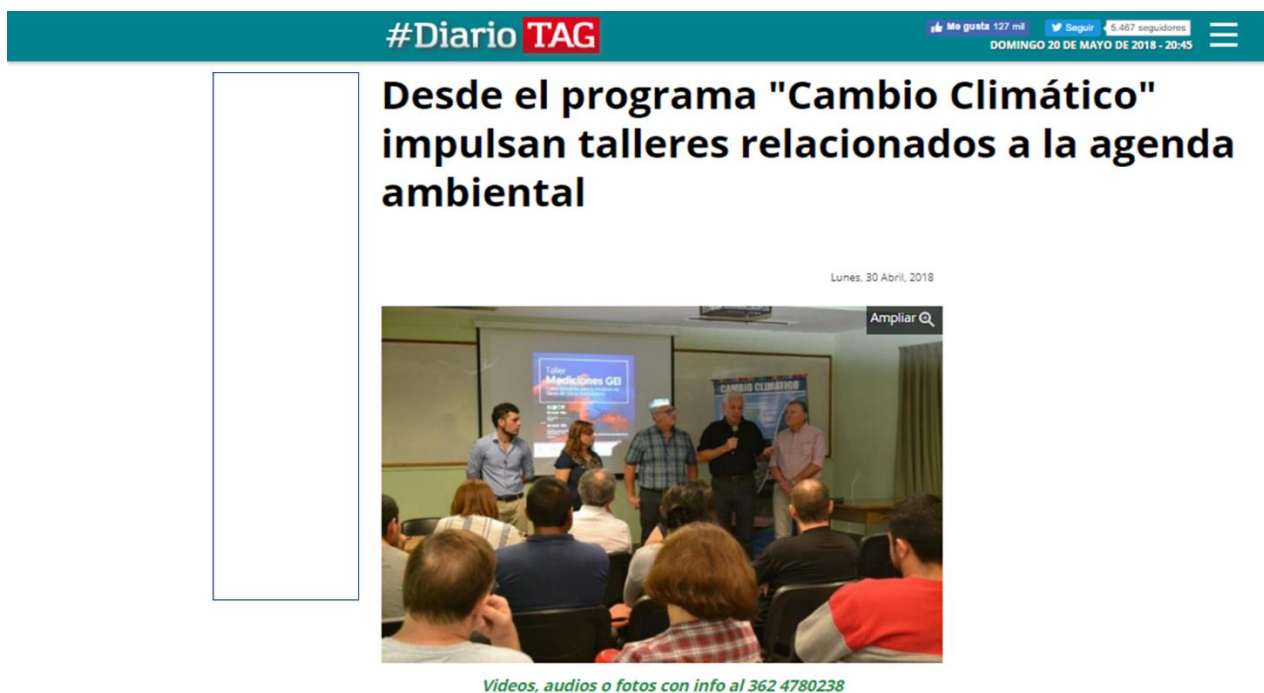 #Diario TAG
Me gusta 127 mil
Seguir
5.467 seguidores
DOMINGO 20 DE MAYO DE 2018 - 20:45
Desde el programa "Cambio Climático"
impulsan talleres relacionados a la agenda
ambiental
Lunes, 30 Abril, 2018
Ampliar
Taller
Mediciones GEI
CAMBIO CLIMÁTICO
Videos, audios o fotos con info al 362 4780238